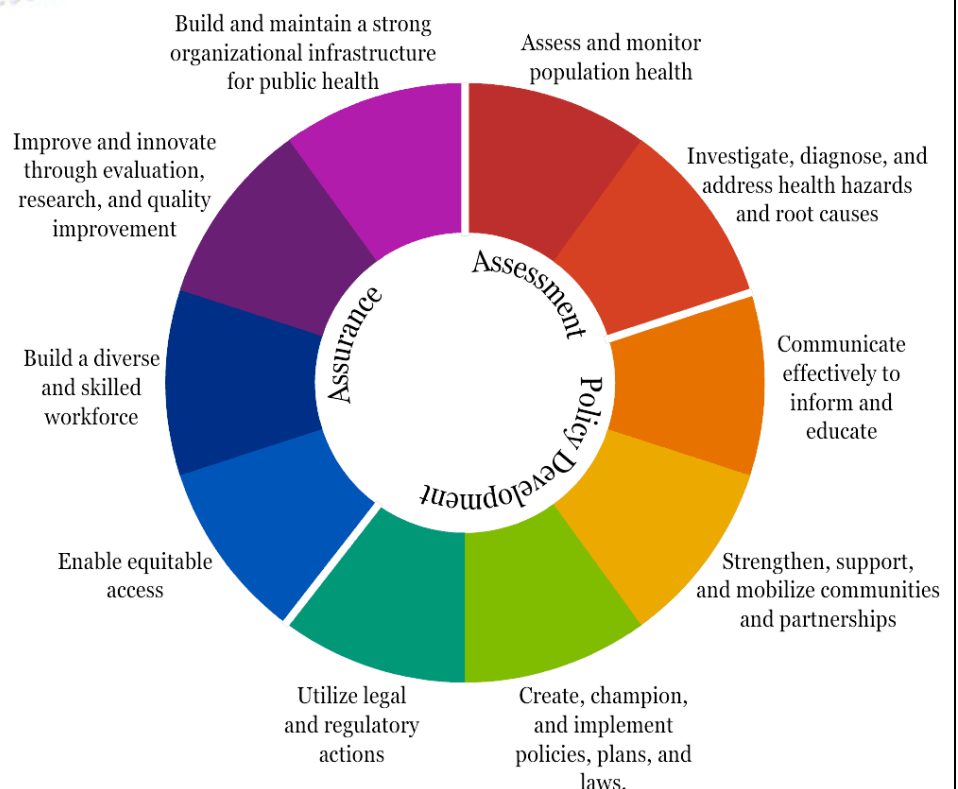 Build and maintain a strong
organizational infrastructure
for public health
Assess and monitor
population health
Investigate, diagnose, and
address health hazards
and root causes
Communicate
effectively to
inform and
educate
Strengthen, support,
and mobilize communities
and partnerships
Create, champion,
and implement
policies, plans, and
laws.
Utilize legal
and regulatory
actions
Enable equitable
access
Build a diverse
and skilled
workforce
Improve and innovate
through evaluation,
research, and quality
improvement
Assessment
Policy Development
Assurance